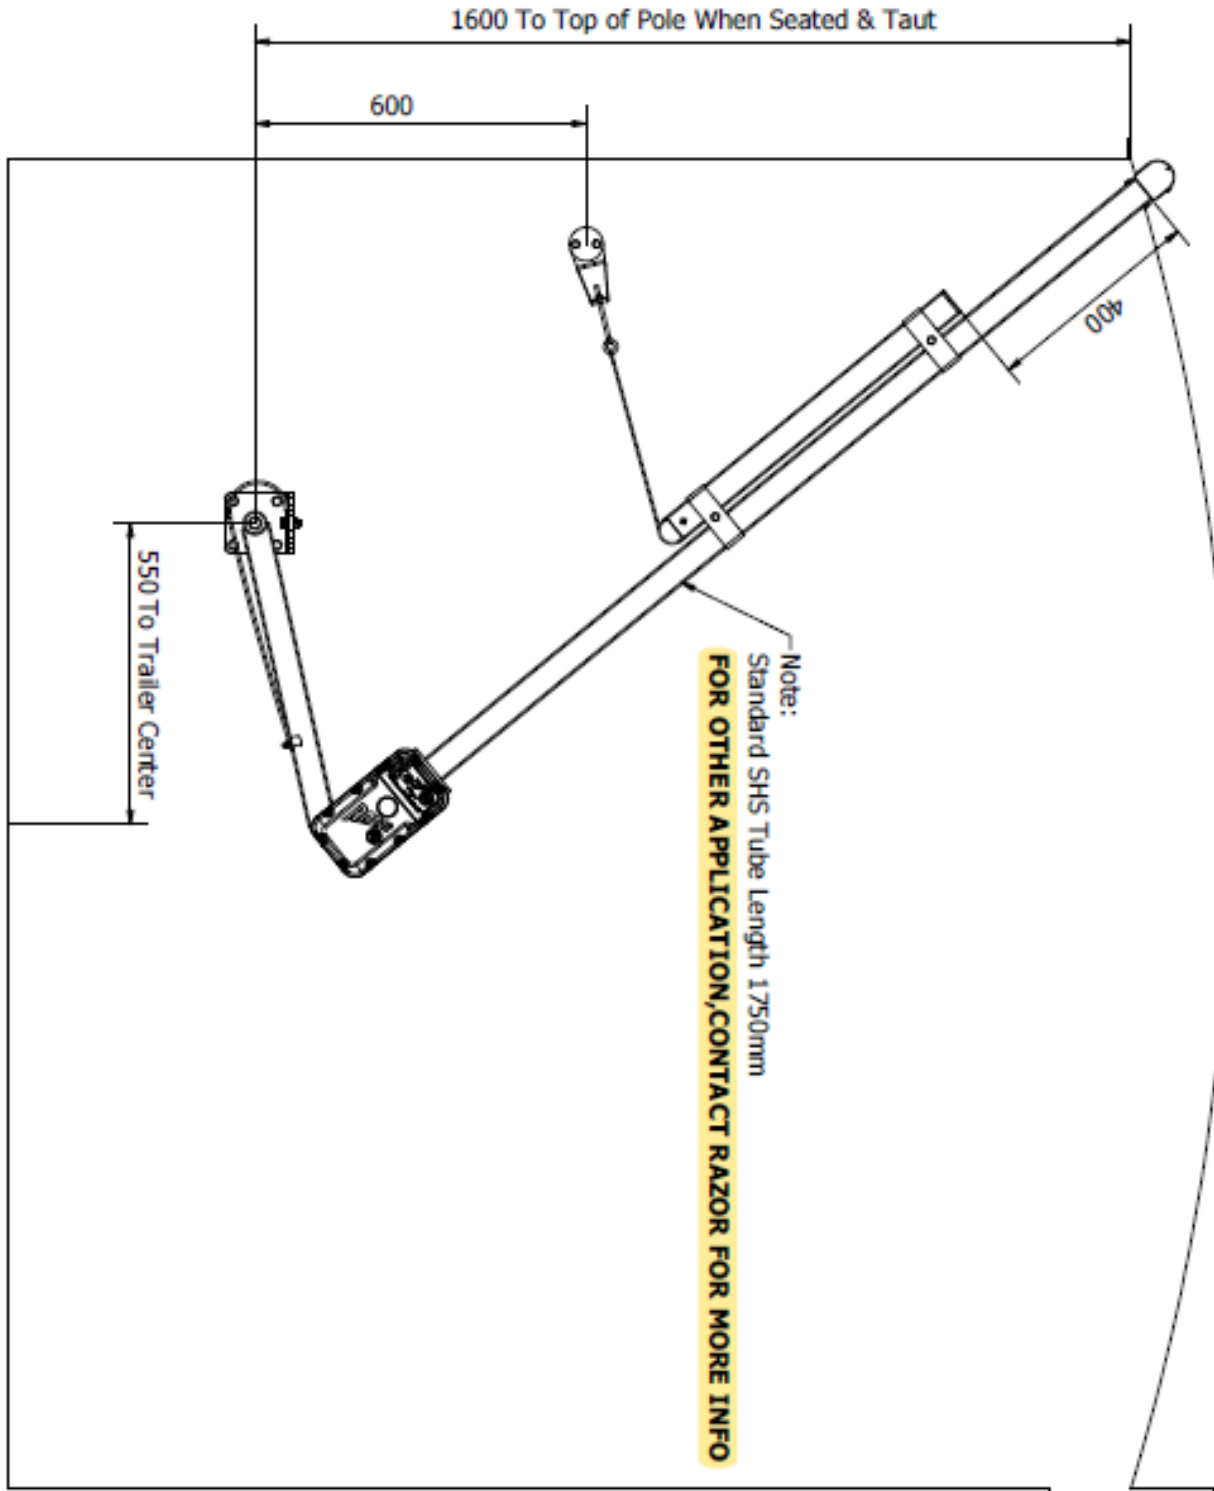 1600 To Top of Pole When Seated & Taut
600
400
550 To Trailer Center
Note:
Standard SHS Tube Length 1750mm
FOR OTHER APPLICATION,CONTACT RAZOR FOR MORE INFO